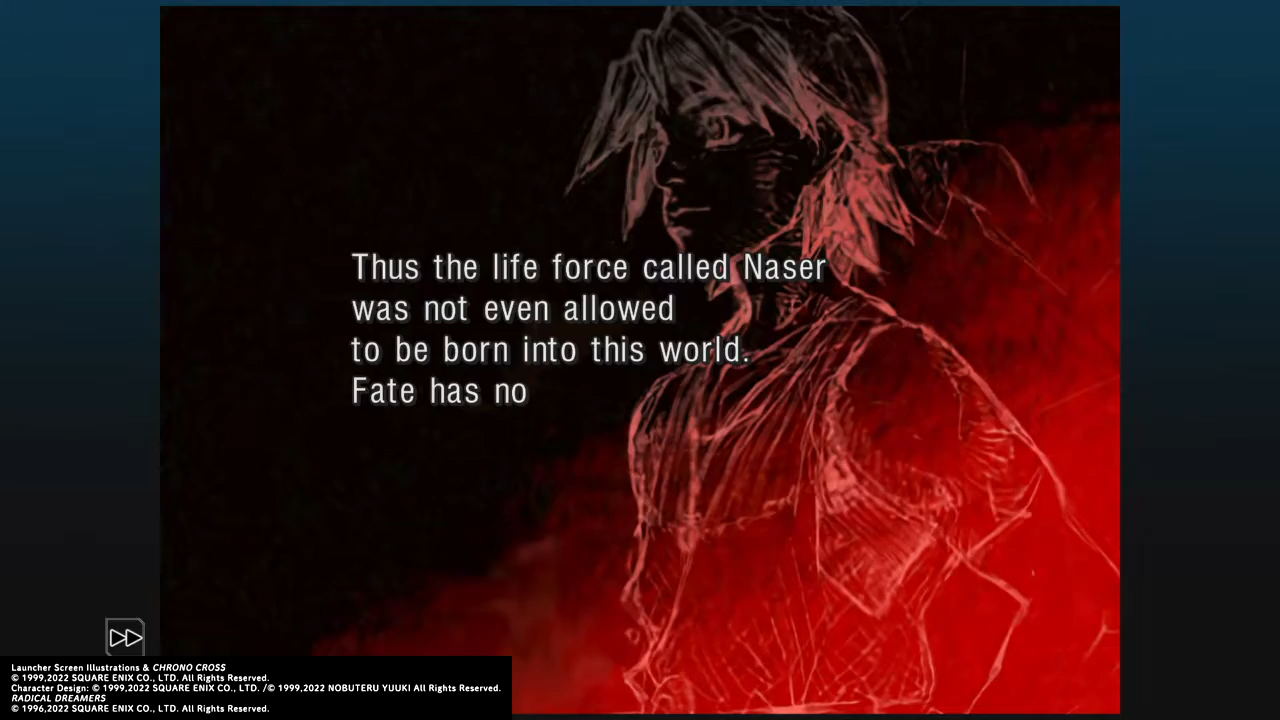 Thus the life force called Naser
was not even allowed
to be born into this world.
Fate has no
Launcher Screen Illustrations & CHRONO CROSS
© 1999,2022 SQUARE ENIX CO., LTD. All Rights Reserved.
Character Design: © 1999,2022 SQUARE ENIX CO., LTD. /© 1999,2022 NOBUTERU YUUKI All Rights Reserved.
RADICAL DREAMERS
© 1996,2022 SQUARE ENIX CO., LTD. All Rights Reserved.